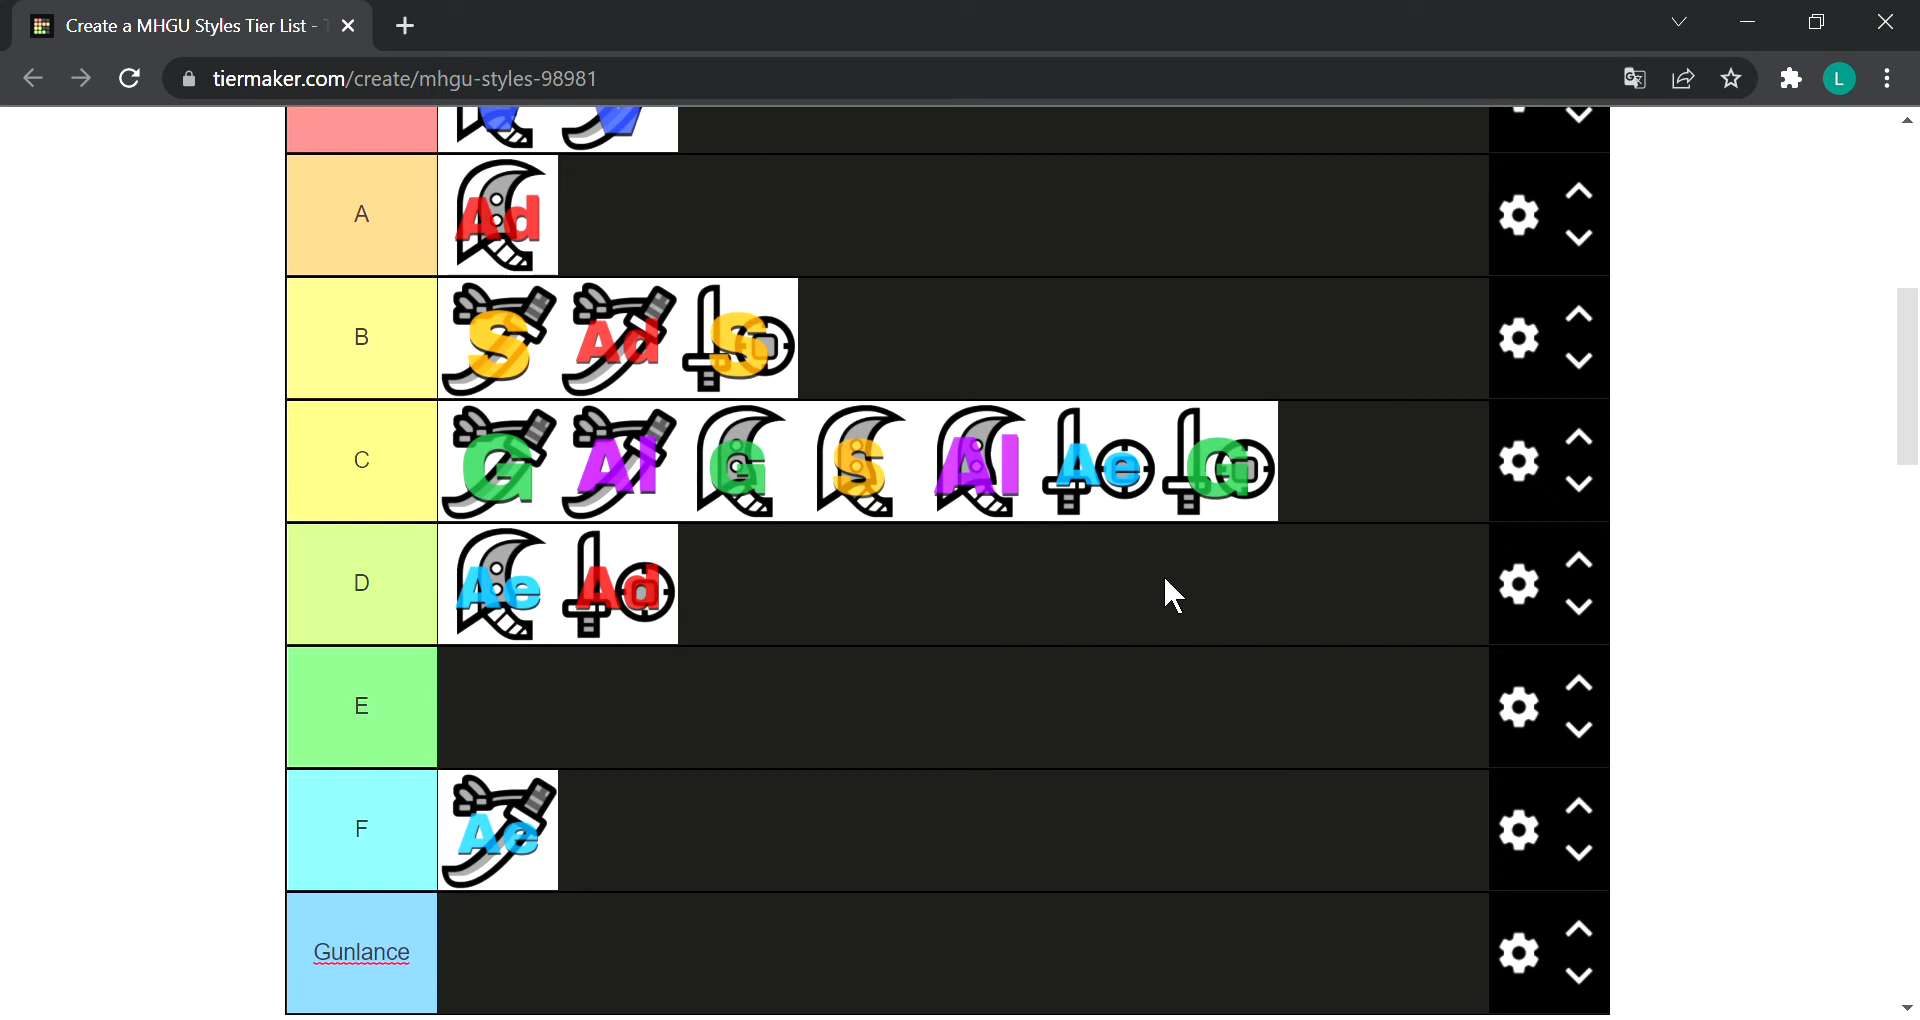 Create a MHGU Styles Tier List - T
tiermaker.com/create/mhgu-styles-98981
L
V V
A
Ad
B
S Ad S
C
G Al G S Al Ae G
D
Ae Ad
E
F
Ae
Gunlance